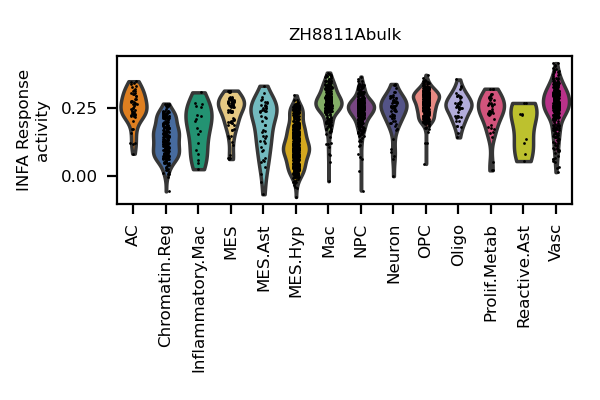 ZH8811Abulk
INFA Response
activity
0.25
0.00
AC
Chromatin.Reg
Inflammatory.Mac
MES
MES.Ast
MES.Hyp
Mac
NPC
Neuron
OPC
Oligo
Prolif.Metab
Reactive.Ast
Vasc